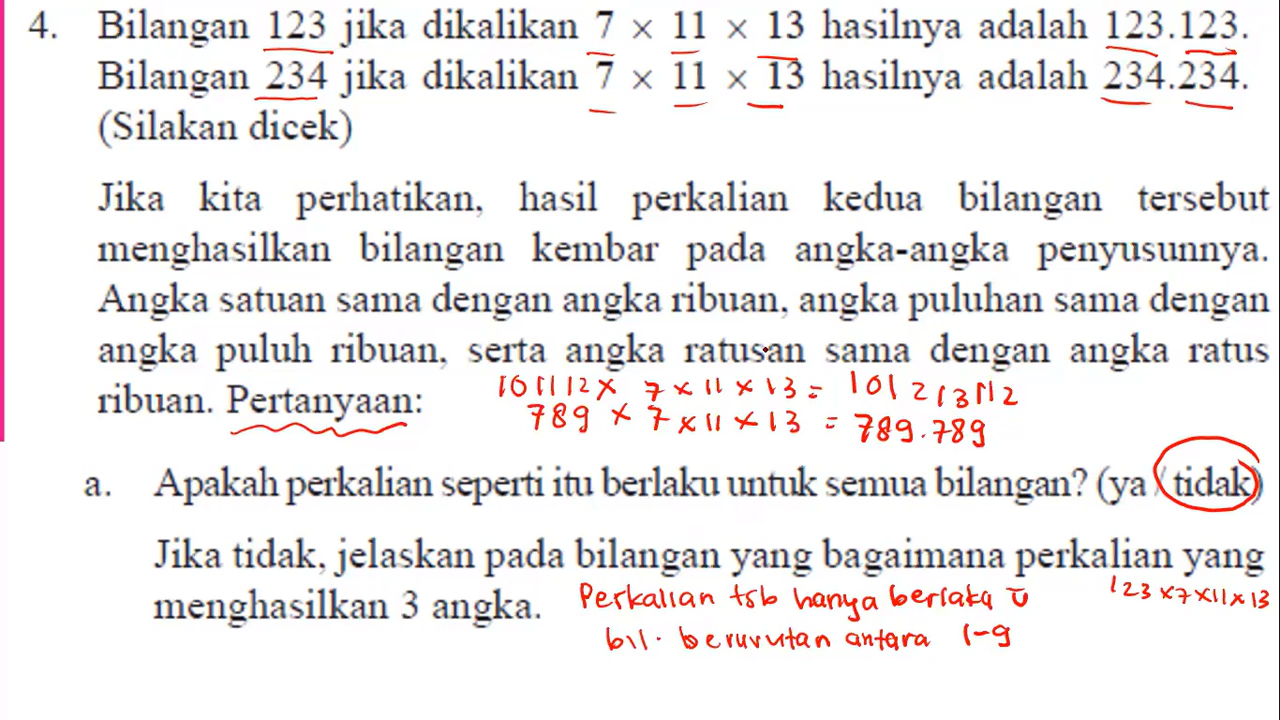 4. Bilangan 123 jika dikalikan 7 × 11 × 13 hasilnya adalah 123.123.
Bilangan 234 jika dikalikan 7 × 11 × 13 hasilnya adalah 234.234.
(Silakan dicek)
Jika kita perhatikan, hasil perkalian kedua bilangan tersebut
menghasilkan bilangan kembar pada angka-angka penyusunnya.
Angka satuan sama dengan angka ribuan, angka puluhan sama dengan
angka puluh ribuan, serta angka ratusan sama dengan angka ratus
ribuan. Pertanyaan:
101112 × 7 × 11 × 13 = 101213112
789 × 7 × 11 × 13 = 789.789
a. Apakah perkalian seperti itu berlaku untuk semua bilangan? (ya / tidak)
Jika tidak, jelaskan pada bilangan yang bagaimana perkalian yang
menghasilkan 3 angka.
Perkalian tsb hanya berlaku
123 × 7 × 11 × 13
bil. berurutan antara 1-9